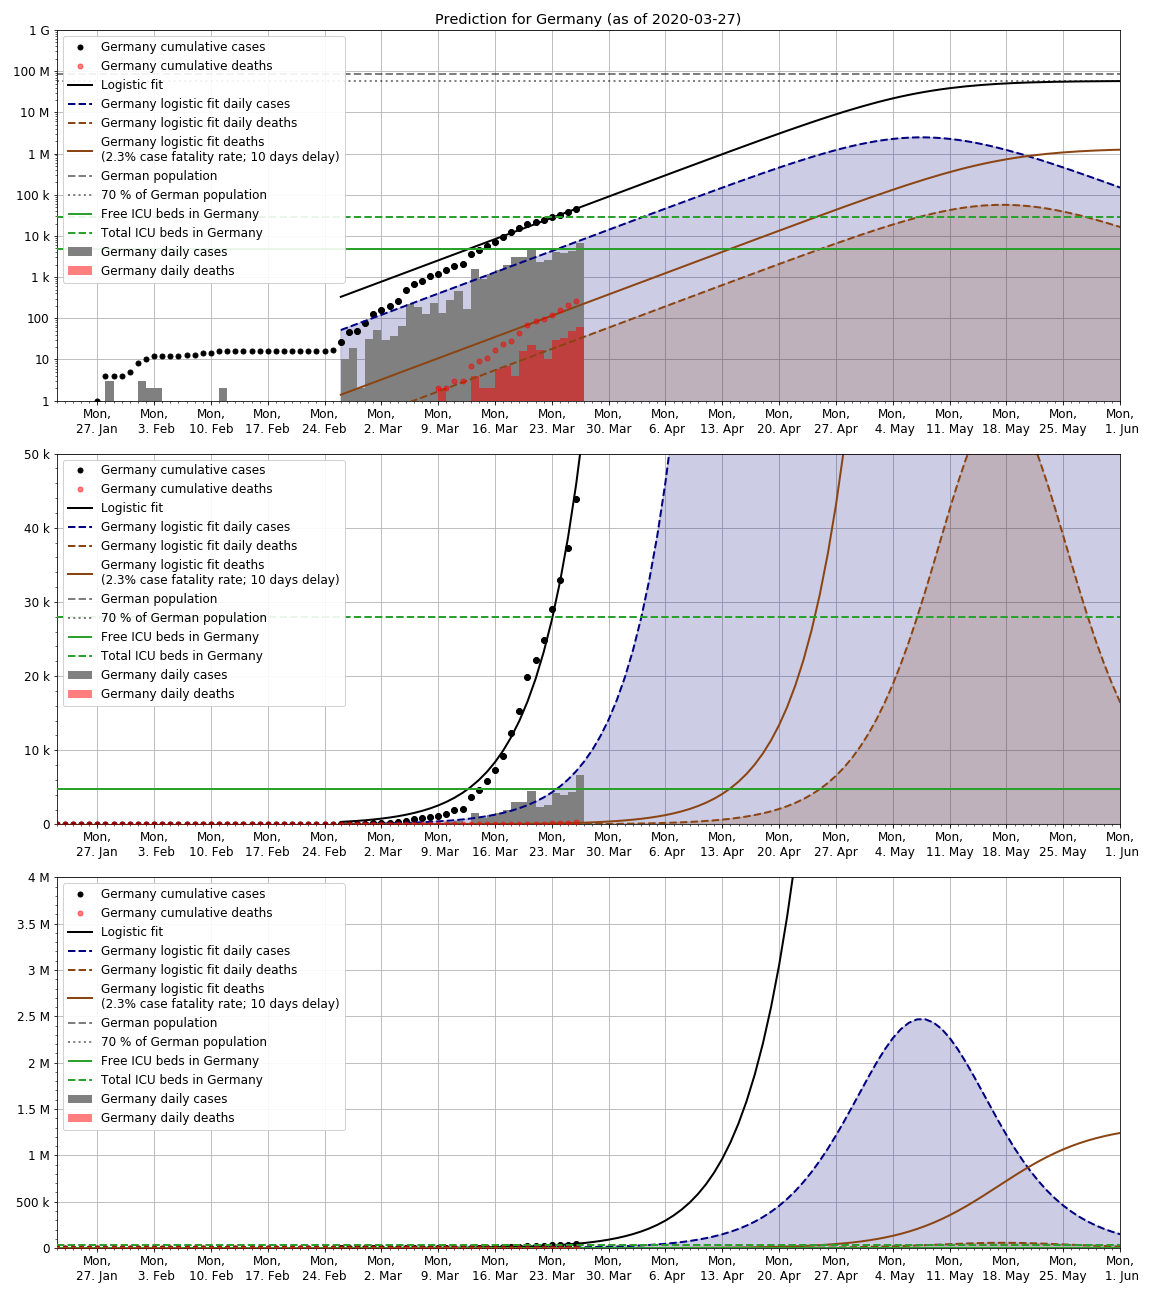 Prediction for Germany (as of 2020-03-27)
1 G
100 M
10 M
1 M
100 k
10 k
1 k
100
10
1
Germany cumulative cases
Germany cumulative deaths
Logistic fit
Germany logistic fit daily cases
Germany logistic fit daily deaths
Germany logistic fit deaths
(2.3% case fatality rate; 10 days delay)
German population
70 % of German population
Free ICU beds in Germany
Total ICU beds in Germany
Germany daily cases
Germany daily deaths
Mon, Mon, Mon, Mon, Mon, Mon, Mon, Mon, Mon, Mon, Mon, Mon, Mon, Mon, Mon, Mon, Mon, Mon, Mon,
27. Jan 3. Feb 10. Feb 17. Feb 24. Feb 2. Mar 9. Mar 16. Mar 23. Mar 30. Mar 6. Apr 13. Apr 20. Apr 27. Apr 4. May 11. May 18. May 25. May 1. Jun
50 k
40 k
30 k
20 k
10 k
0
Germany cumulative cases
Germany cumulative deaths
Logistic fit
Germany logistic fit daily cases
Germany logistic fit daily deaths
Germany logistic fit deaths
(2.3% case fatality rate; 10 days delay)
German population
70 % of German population
Free ICU beds in Germany
Total ICU beds in Germany
Germany daily cases
Germany daily deaths
Mon, Mon, Mon, Mon, Mon, Mon, Mon, Mon, Mon, Mon, Mon, Mon, Mon, Mon, Mon, Mon, Mon, Mon, Mon,
27. Jan 3. Feb 10. Feb 17. Feb 24. Feb 2. Mar 9. Mar 16. Mar 23. Mar 30. Mar 6. Apr 13. Apr 20. Apr 27. Apr 4. May 11. May 18. May 25. May 1. Jun
4 M
3.5 M
3 M
2.5 M
2 M
1.5 M
1 M
500 k
0
Germany cumulative cases
Germany cumulative deaths
Logistic fit
Germany logistic fit daily cases
Germany logistic fit daily deaths
Germany logistic fit deaths
(2.3% case fatality rate; 10 days delay)
German population
70 % of German population
Free ICU beds in Germany
Total ICU beds in Germany
Germany daily cases
Germany daily deaths
Mon, Mon, Mon, Mon, Mon, Mon, Mon, Mon, Mon, Mon, Mon, Mon, Mon, Mon, Mon, Mon, Mon, Mon, Mon,
27. Jan 3. Feb 10. Feb 17. Feb 24. Feb 2. Mar 9. Mar 16. Mar 23. Mar 30. Mar 6. Apr 13. Apr 20. Apr 27. Apr 4. May 11. May 18. May 25. May 1. Jun